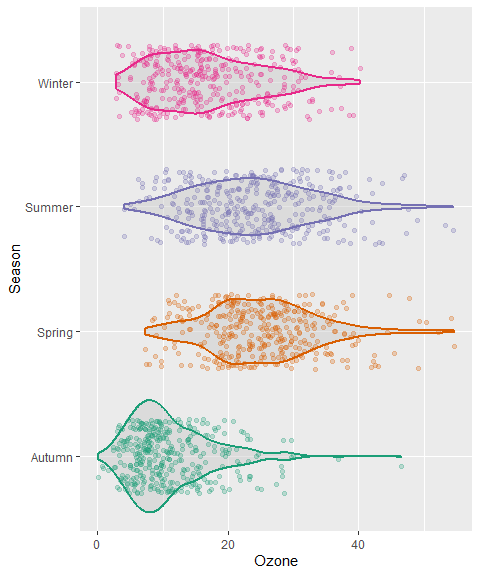 Winter
Summer
Spring
Autumn
Season
0 20 40
Ozone